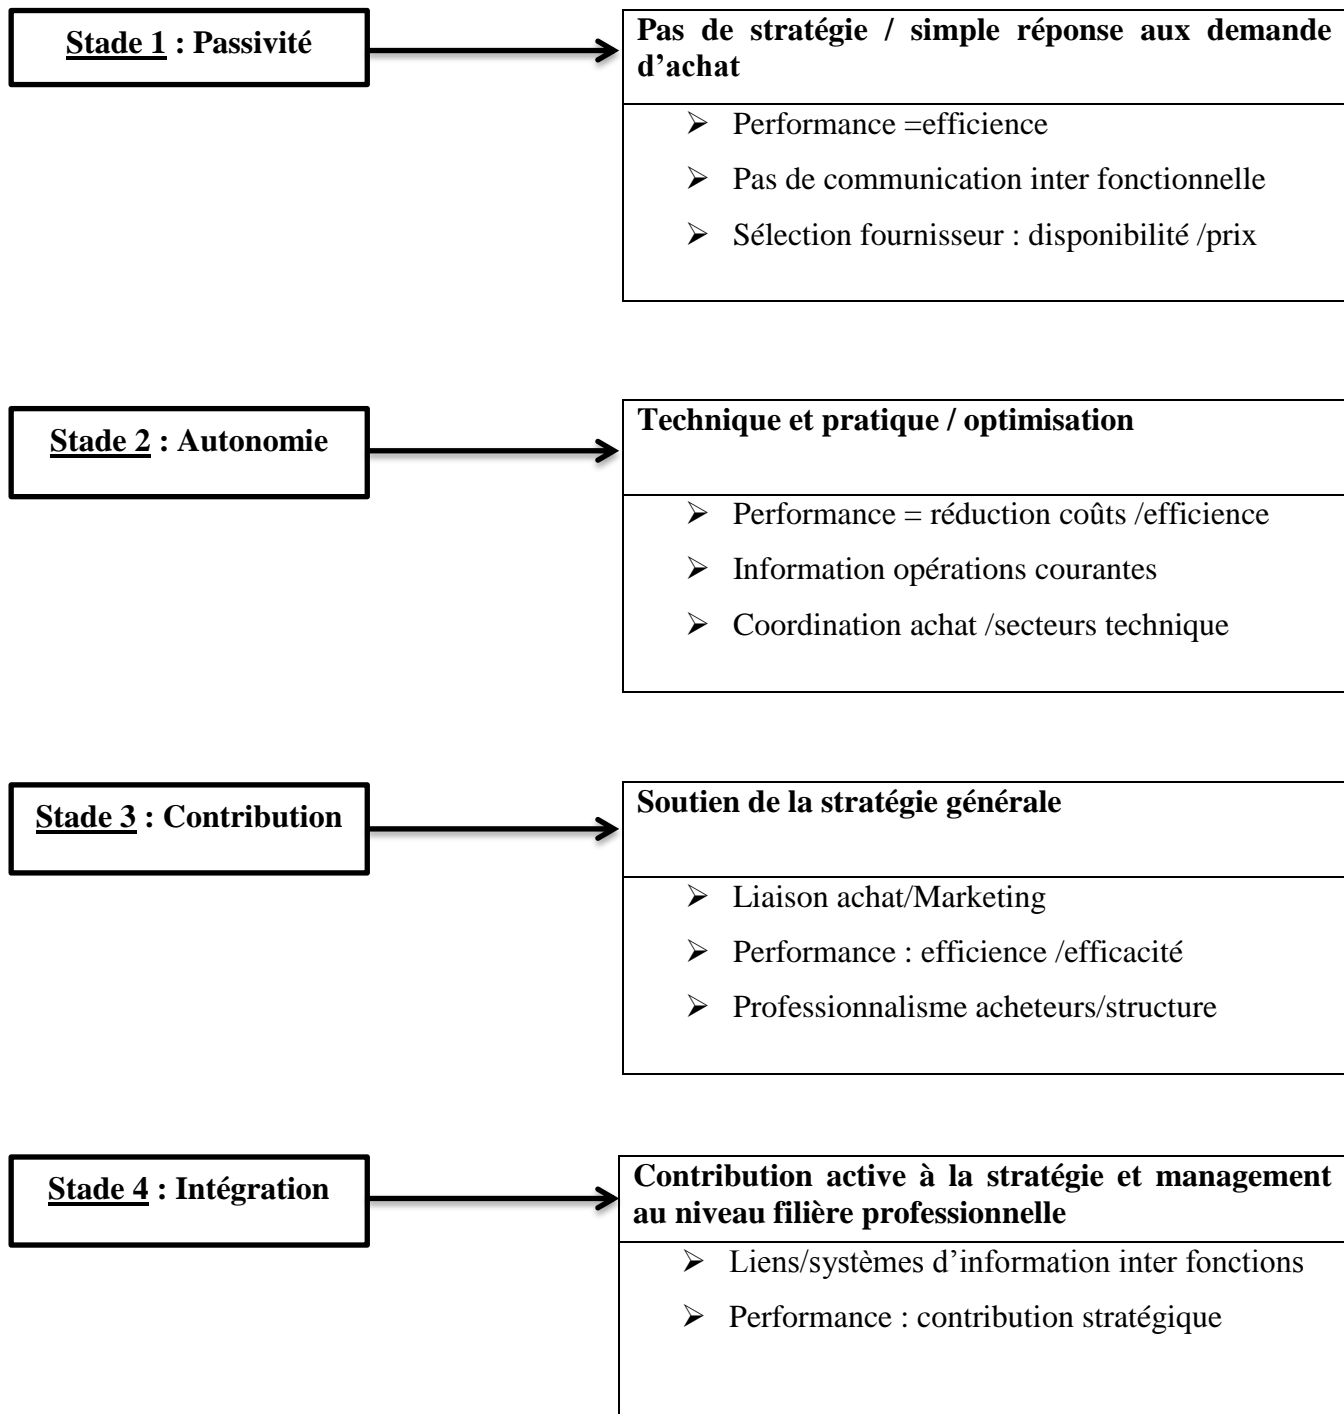 Stade 1 : Passivité
Pas de stratégie / simple réponse aux demande
d’achat
➢ Performance =efficience
➢ Pas de communication inter fonctionnelle
➢ Sélection fournisseur : disponibilité /prix
Stade 2 : Autonomie
Technique et pratique / optimisation
➢ Performance = réduction coûts /efficience
➢ Information opérations courantes
➢ Coordination achat /secteurs technique
Stade 3 : Contribution
Soutien de la stratégie générale
➢ Liaison achat/Marketing
➢ Performance : efficience /efficacité
➢ Professionnalisme acheteurs/structure
Stade 4 : Intégration
Contribution active à la stratégie et management
au niveau filière professionnelle
➢ Liens/systèmes d’information inter fonctions
➢ Performance : contribution stratégique